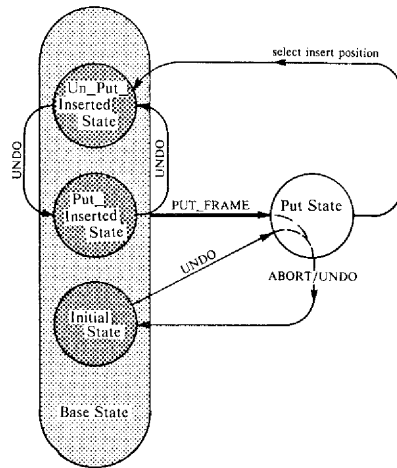 select insert position
Un_Put_
Inserted
State
UNDO
UNDO
Put_
Inserted
State
PUT_FRAME
Put State
UNDO
ABORT/UNDO
Initial
State
Base State